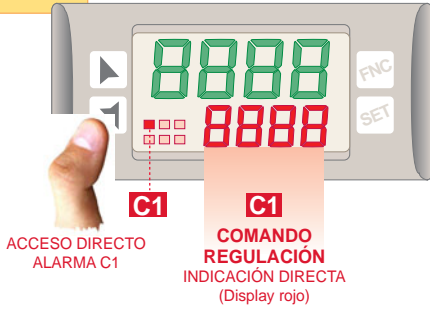 8888
FNC
8888
SET
C1
C1
ACCESO DIRECTO
ALARMA C1
COMANDO
REGULACIÓN
INDICACIÓN DIRECTA
(Display rojo)